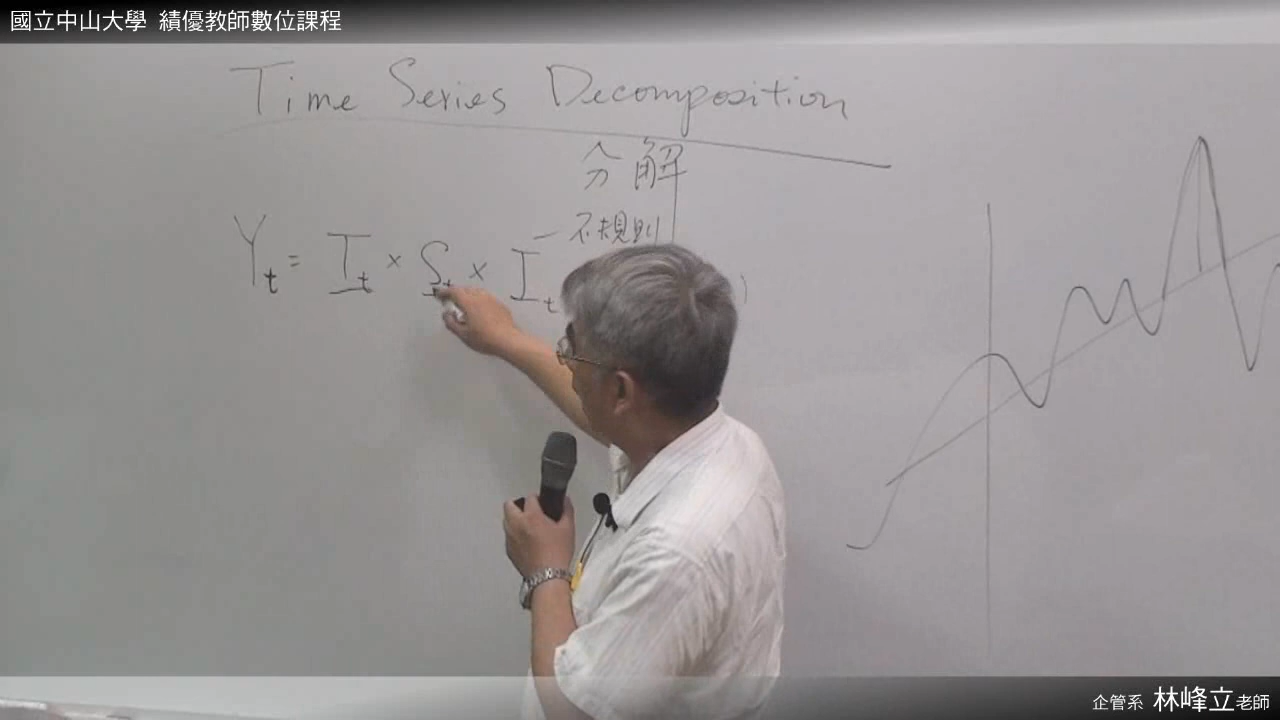 國立中山大學 績優教師數位課程
Time Series Decomposition
分解
不規則
Yt = Tt × St × It
企管系 林峰立老師